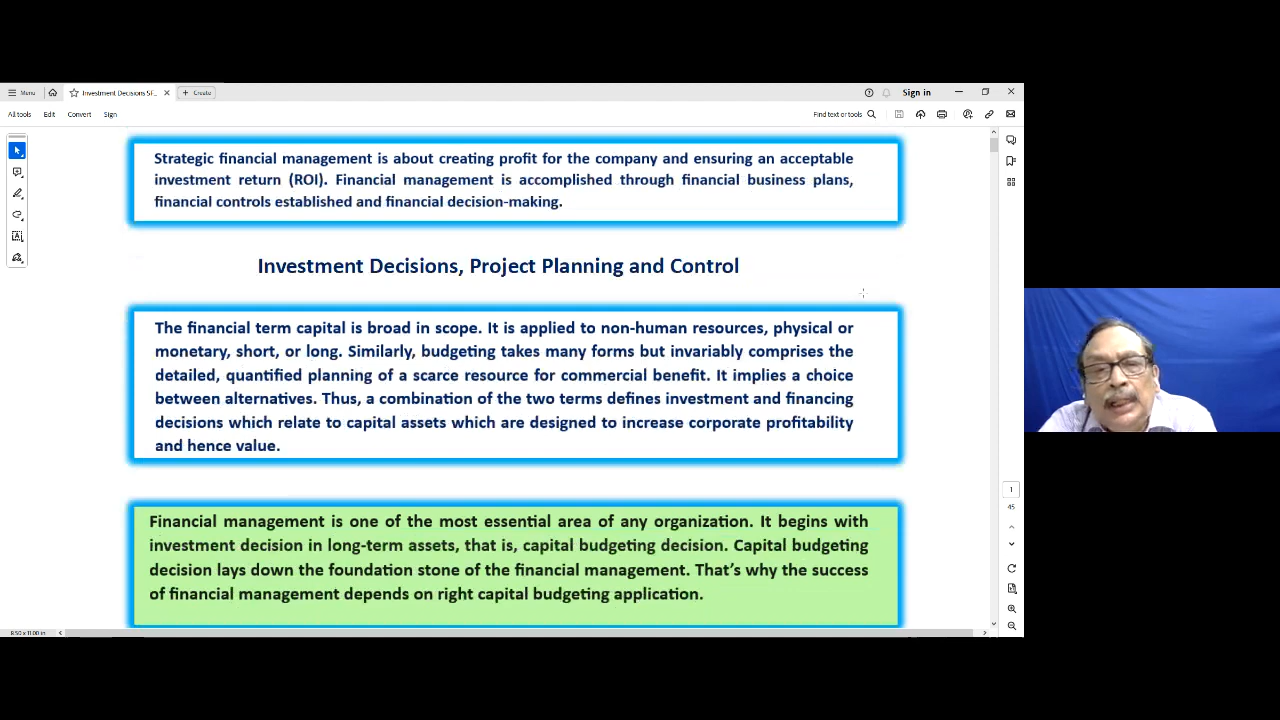 Menu
Investment Decisions SF...
Create
Sign in
All tools Edit Convert Sign
Find text or tools
Strategic financial management is about creating profit for the company and ensuring an acceptable
investment return (ROI). Financial management is accomplished through financial business plans,
financial controls established and financial decision-making.
Investment Decisions, Project Planning and Control
The financial term capital is broad in scope. It is applied to non-human resources, physical or
monetary, short, or long. Similarly, budgeting takes many forms but invariably comprises the
detailed, quantified planning of a scarce resource for commercial benefit. It implies a choice
between alternatives. Thus, a combination of the two terms defines investment and financing
decisions which relate to capital assets which are designed to increase corporate profitability
and hence value.
Financial management is one of the most essential area of any organization. It begins with
investment decision in long-term assets, that is, capital budgeting decision. Capital budgeting
decision lays down the foundation stone of the financial management. That's why the success
of financial management depends on right capital budgeting application.
1
45
8.50 x 11.00 in